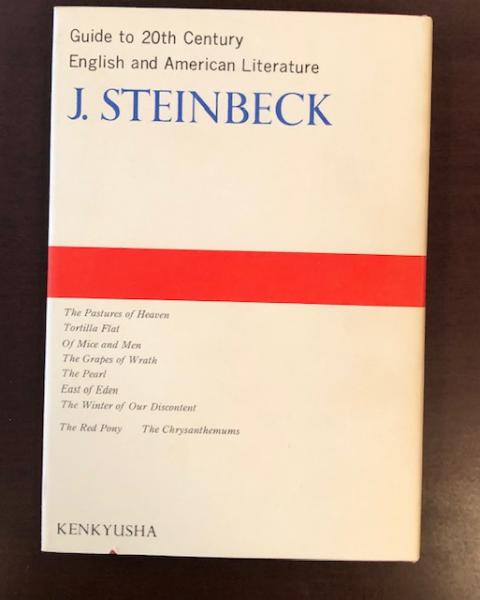 Guide to 20th Century
English and American Literature
J. STEINBECK
The Pastures of Heaven
Tortilla Flat
Of Mice and Men
The Grapes of Wrath
The Pearl
East of Eden
The Winter of Our Discontent
The Red Pony The Chrysanthemums
KENKYUSHA